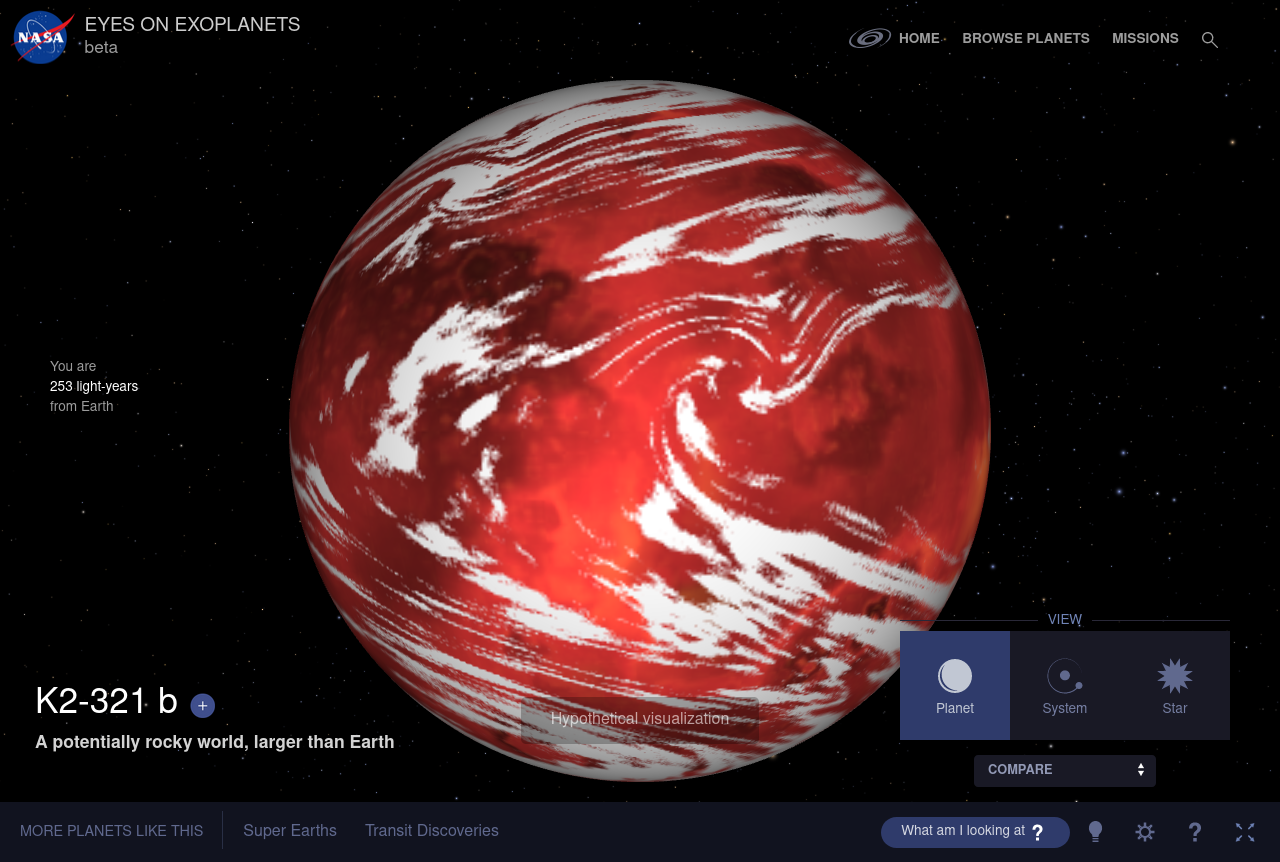 NASA
EYES ON EXOPLANETS
beta
HOME
BROWSE PLANETS
MISSIONS
You are
253 light-years
from Earth
VIEW
Planet
System
Star
K2-321 b +
A potentially rocky world, larger than Earth
Hypothetical visualization
COMPARE
MORE PLANETS LIKE THIS
Super Earths
Transit Discoveries
What am I looking at ?
?